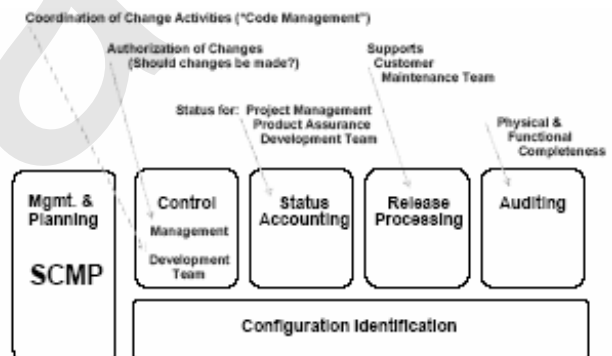 Coordination of Change Activities ("Code Management")
Authorization of Changes
(Should changes be made?)
Supports
Customer
Maintenance Team
Status for: Project Management
Product Assurance
Development Team
Physical &
Functional
Completeness
Mgmt. &
Planning
SCMP
Control
Management
Development
Team
Status
Accounting
Release
Processing
Auditing
Configuration Identification